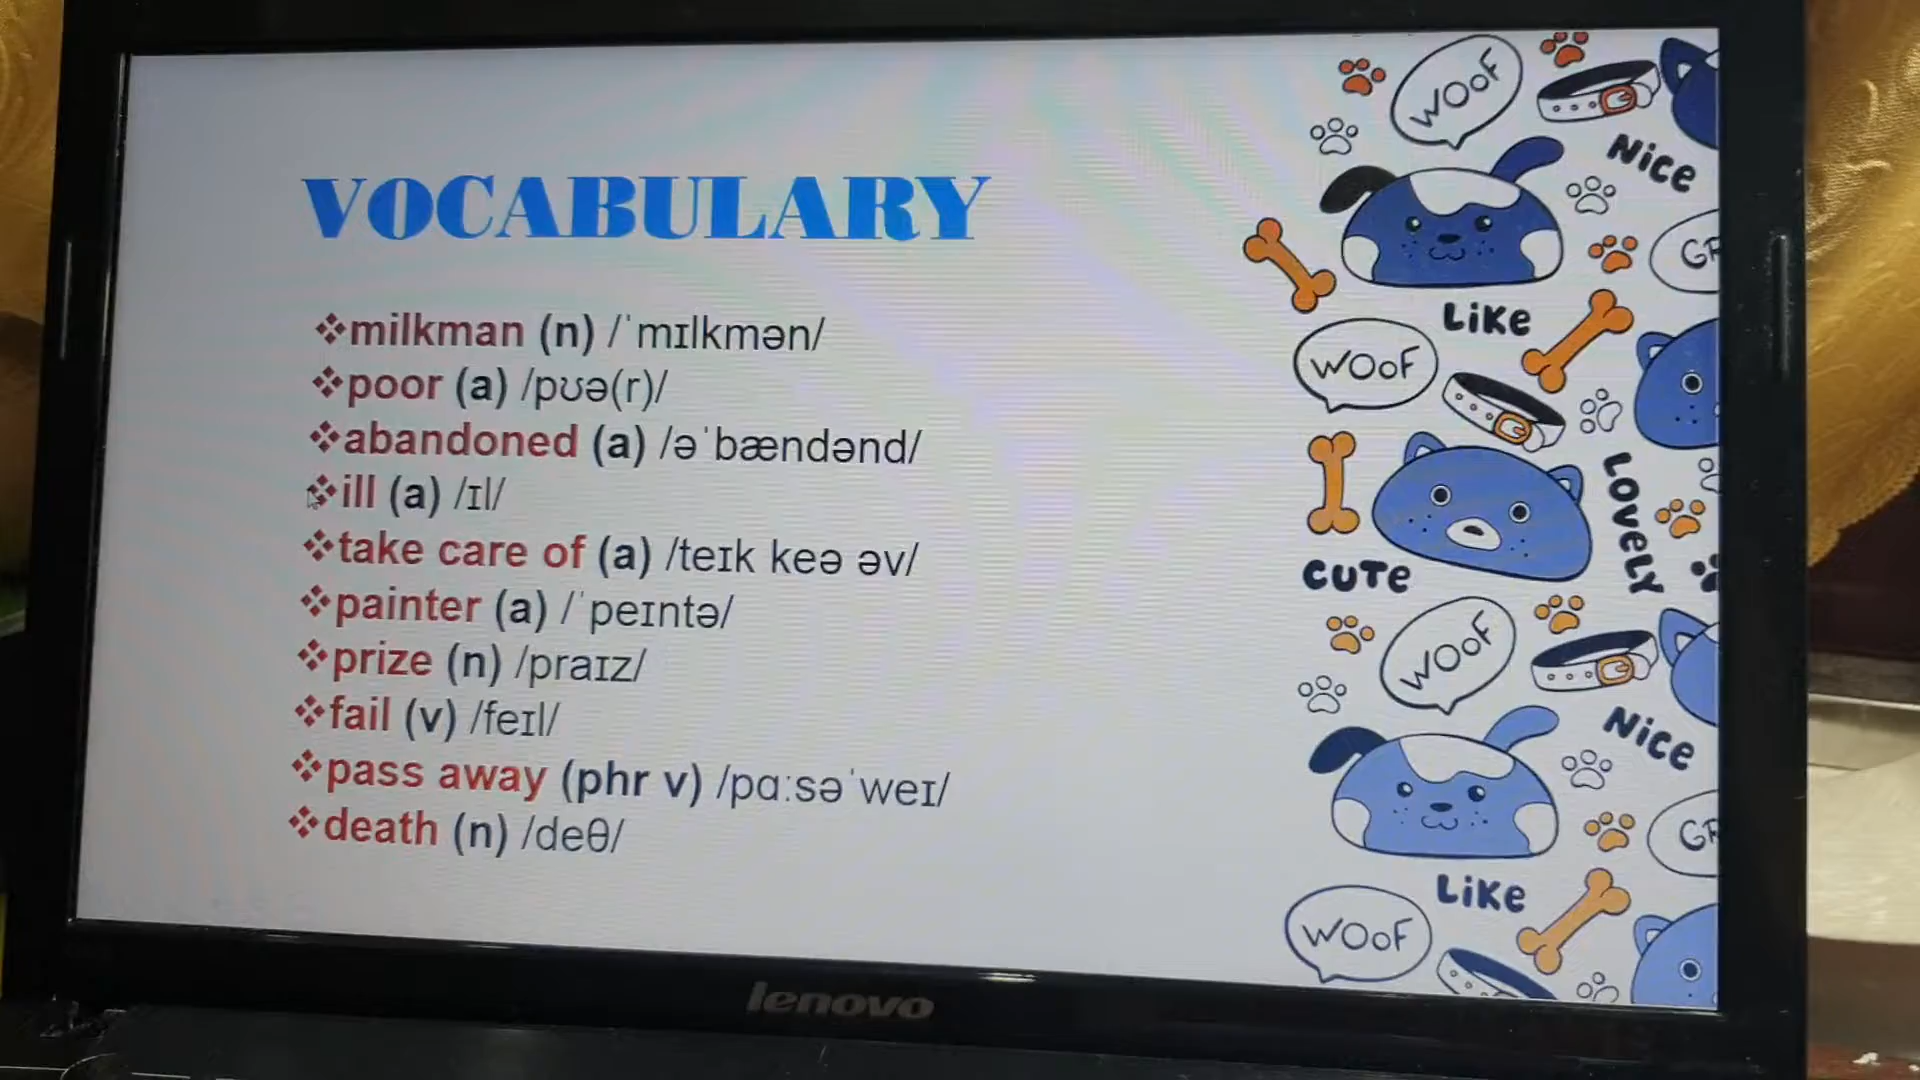 VOCABULARY
❖milkman (n) /ˈmɪlkmən/
❖poor (a) /pʊə(r)/
❖abandoned (a) /əˈbændənd/
❖ill (a) /ɪl/
❖take care of (a) /teɪk keə əv/
❖painter (a) /ˈpeɪntə/
❖prize (n) /praɪz/
❖fail (v) /feɪl/
❖pass away (phr v) /pɑːsəˈweɪ/
❖death (n) /deθ/
WOOF
NiCE
GR
LiKE
WOOF
LOVELY
CUTE
WOOF
NiCE
GR
LiKE
WOOF
lenovo